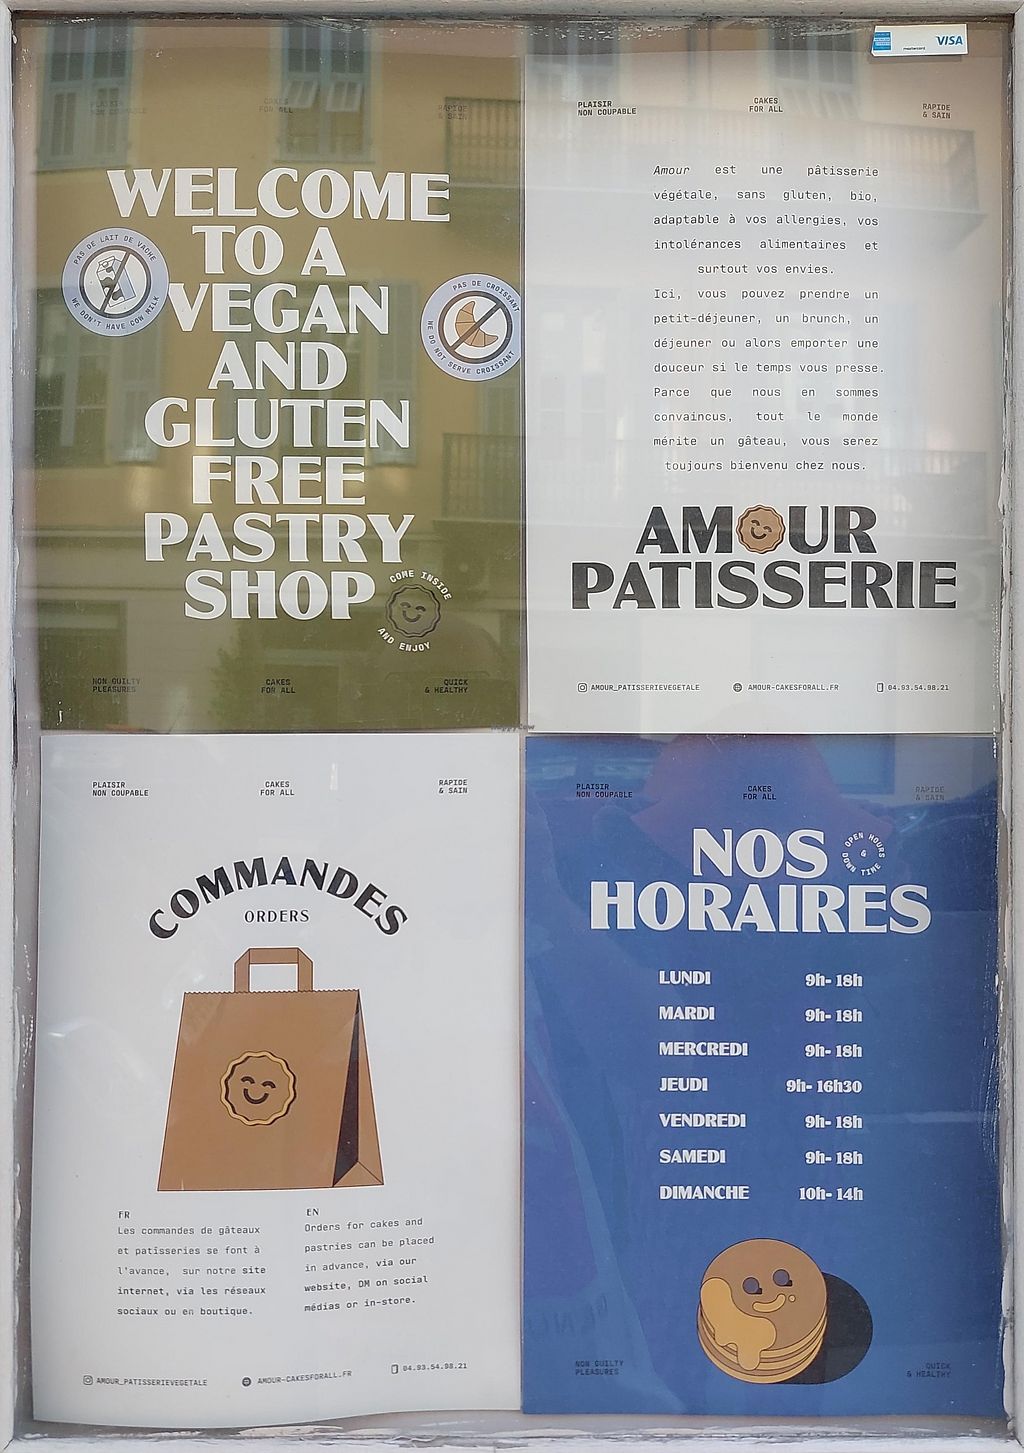 VISA
mastercard
PLAISIR
NON COUPABLE
CAKES
FOR ALL
RAPIDE
& SAIN
WELCOME
TO A
VEGAN
AND
GLUTEN
FREE
PASTRY
SHOP
PAS DE LAIT DE VACHE
WE DON'T HAVE COW MILK
PAS DE CROISSANT
WE DO NOT SERVE CROISSANT
COME INSIDE
AND ENJOY
NON GUILTY
PLEASURES
CAKES
FOR ALL
QUICK
& HEALTHY
PLAISIR
NON COUPABLE
CAKES
FOR ALL
RAPIDE
& SAIN
Amour est une pâtisserie
végétale, sans gluten, bio,
adaptable à vos allergies, vos
intolérances alimentaires et
surtout vos envies.
Ici, vous pouvez prendre un
petit-déjeuner, un brunch, un
déjeuner ou alors emporter une
douceur si le temps vous presse.
Parce que nous en sommes
convaincus, tout le monde
mérite un gâteau, vous serez
toujours bienvenu chez nous.
AMOUR
PATISSERIE
AMOUR_PATISSERIEVEGETALE
AMOUR-CAKESFORALL.FR
04.93.54.98.21
PLAISIR
NON COUPABLE
CAKES
FOR ALL
RAPIDE
& SAIN
COMMANDES
ORDERS
FR
Les commandes de gâteaux
et patisseries se font à
l'avance, sur notre site
internet, via les réseaux
sociaux ou en boutique.
EN
Orders for cakes and
pastries can be placed
in advance, via our
website, DM on social
médias or in-store.
AMOUR_PATISSERIEVEGETALE
AMOUR-CAKESFORALL.FR
04.93.54.98.21
PLAISIR
NON COUPABLE
CAKES
FOR ALL
RAPIDE
& SAIN
NOS
HORAIRES
OPEN HOURS
&
DAOD TIME
LUNDI 9h- 18h
MARDI 9h- 18h
MERCREDI 9h- 18h
JEUDI 9h- 16h30
VENDREDI 9h- 18h
SAMEDI 9h- 18h
DIMANCHE 10h- 14h
NON GUILTY
PLEASURES
QUICK
& HEALTHY